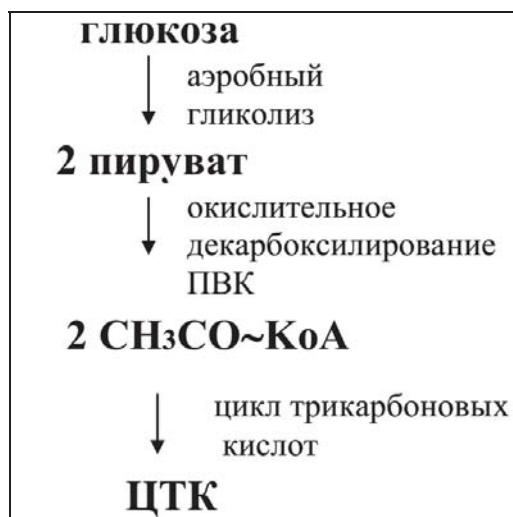 глюкоза
аэробный
гликолиз
2 пируват
окислительное
декарбоксилирование
ПВК
2 CH₃CO~KoA
цикл трикарбоновых
кислот
ЦТК